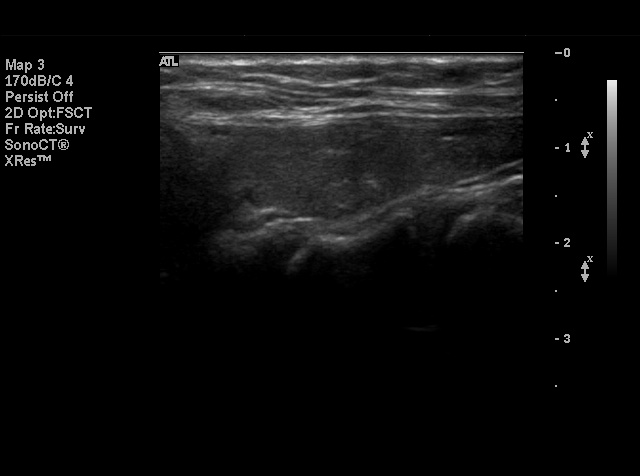 Map 3
170dB/C 4
Persist Off
2D Opt:FSCT
Fr Rate:Surv
SonoCT®
XRes™
ATL
0
1
x
2
x
3